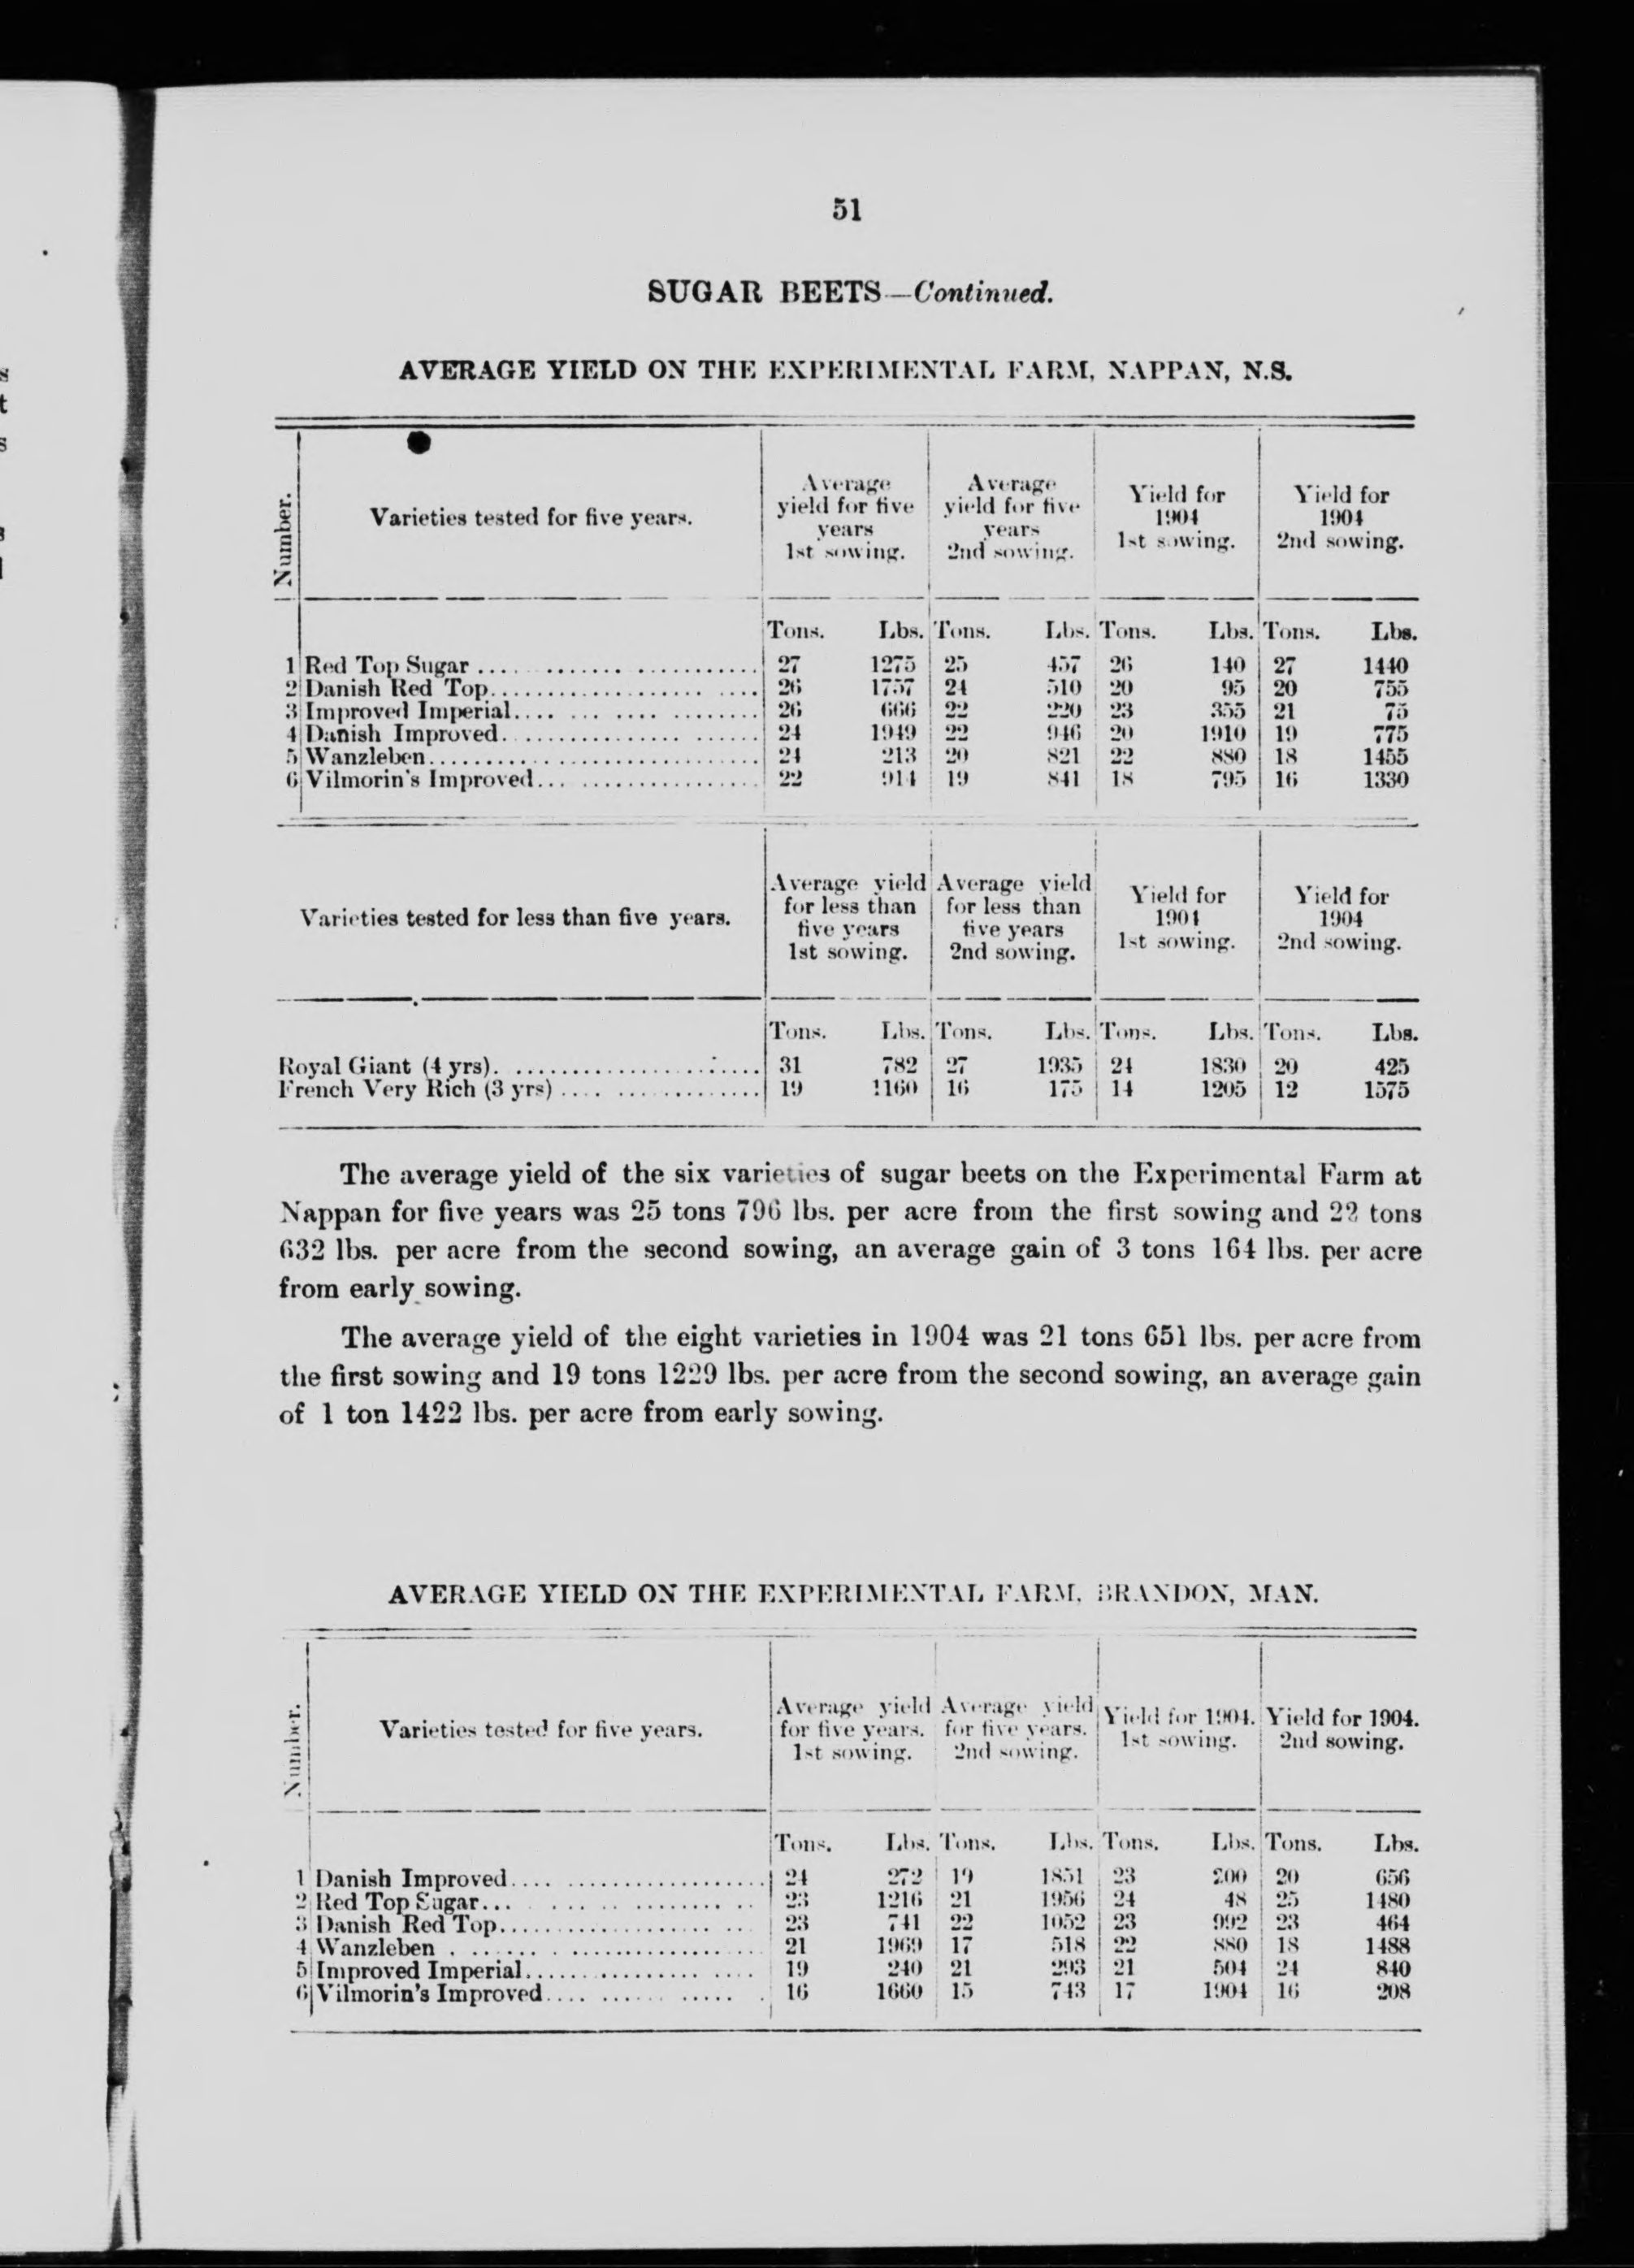 51
SUGAR BEETS—Continued.
AVERAGE YIELD ON THE EXPERIMENTAL FARM, NAPPAN, N.S.
Number. Varieties tested for five years. Average yield for five years 1st sowing. Average yield for five years 2nd sowing. Yield for 1904 1st sowing. Yield for 1904 2nd sowing.
Tons. Lbs. Tons. Lbs. Tons. Lbs. Tons. Lbs.
1 Red Top Sugar 27 1275 25 457 26 140 27 1440
2 Danish Red Top 26 1757 24 510 20 95 20 755
3 Improved Imperial 26 666 22 220 23 355 21 75
4 Danish Improved 24 1949 22 946 20 1910 19 775
5 Wanzleben 24 213 20 821 22 880 18 1455
6 Vilmorin's Improved 22 914 19 841 18 795 16 1330
Varieties tested for less than five years. Average yield for less than five years 1st sowing. Average yield for less than five years 2nd sowing. Yield for 1904 1st sowing. Yield for 1904 2nd sowing.
Tons. Lbs. Tons. Lbs. Tons. Lbs. Tons. Lbs.
Royal Giant (4 yrs) 31 782 27 1935 24 1830 20 425
French Very Rich (3 yrs) 19 1160 16 175 14 1205 12 1575
The average yield of the six varieties of sugar beets on the Experimental Farm at
Nappan for five years was 25 tons 796 lbs. per acre from the first sowing and 22 tons
632 lbs. per acre from the second sowing, an average gain of 3 tons 164 lbs. per acre
from early sowing.
The average yield of the eight varieties in 1904 was 21 tons 651 lbs. per acre from
the first sowing and 19 tons 1229 lbs. per acre from the second sowing, an average gain
of 1 ton 1422 lbs. per acre from early sowing.
AVERAGE YIELD ON THE EXPERIMENTAL FARM, BRANDON, MAN.
Number. Varieties tested for five years. Average yield for five years. 1st sowing. Average yield for five years. 2nd sowing. Yield for 1904. 1st sowing. Yield for 1904. 2nd sowing.
Tons. Lbs. Tons. Lbs. Tons. Lbs. Tons. Lbs.
1 Danish Improved 24 272 19 1851 23 200 20 656
2 Red Top Sugar 23 1216 21 1956 24 48 25 1480
3 Danish Red Top 23 741 22 1052 23 992 23 464
4 Wanzleben 21 1969 17 518 22 880 18 1488
5 Improved Imperial 19 240 21 293 21 504 24 840
6 Vilmorin's Improved 16 1660 15 743 17 1904 16 208